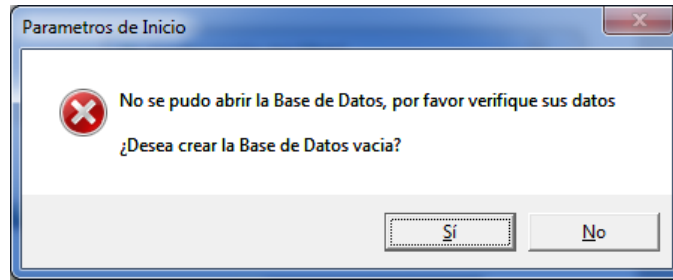 Parametros de Inicio
No se pudo abrir la Base de Datos, por favor verifique sus datos
¿Desea crear la Base de Datos vacia?
Sí
No